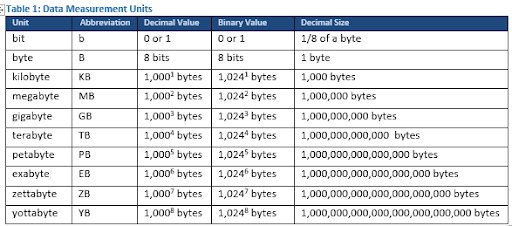 Table 1: Data Measurement Units
Unit Abbreviation Decimal Value Binary Value Decimal Size
bit b 0 or 1 0 or 1 1/8 of a byte
byte B 8 bits 8 bits 1 byte
kilobyte KB 1,000¹ bytes 1,024¹ bytes 1,000 bytes
megabyte MB 1,000² bytes 1,024² bytes 1,000,000 bytes
gigabyte GB 1,000³ bytes 1,024³ bytes 1,000,000,000 bytes
terabyte TB 1,000⁴ bytes 1,024⁴ bytes 1,000,000,000,000 bytes
petabyte PB 1,000⁵ bytes 1,024⁵ bytes 1,000,000,000,000,000 bytes
exabyte EB 1,000⁶ bytes 1,024⁶ bytes 1,000,000,000,000,000,000 bytes
zettabyte ZB 1,000⁷ bytes 1,024⁷ bytes 1,000,000,000,000,000,000,000 bytes
yottabyte YB 1,000⁸ bytes 1,024⁸ bytes 1,000,000,000,000,000,000,000,000 bytes